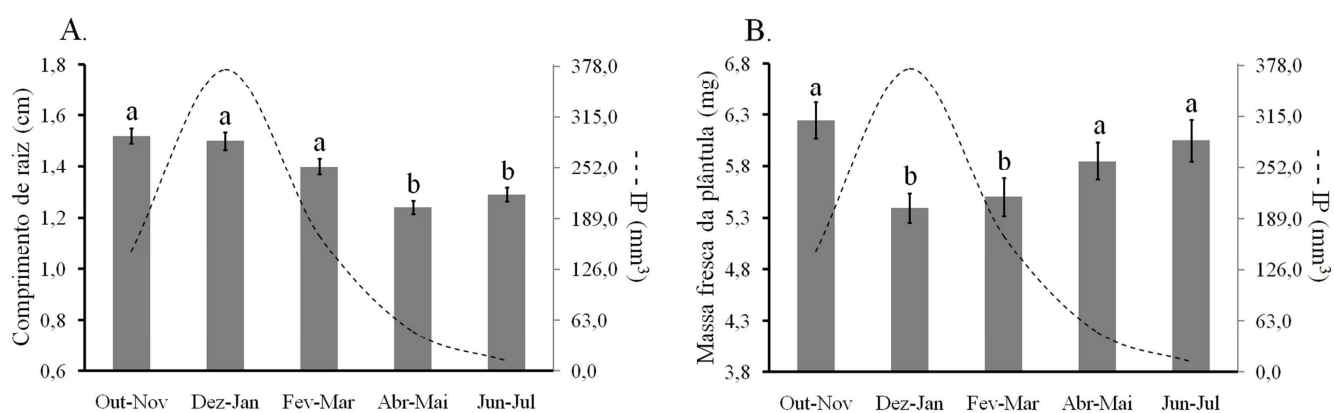 A.
Comprimento de raiz (cm)
1,8
1,6
1,4
1,2
1,0
0,8
0,6
a
a
a
b
b
378,0
315,0
252,0
189,0
126,0
63,0
0,0
IP (mm³)
Out-Nov Dez-Jan Fev-Mar Abr-Mai Jun-Jul
B.
Massa fresca da plântula (mg)
6,8
6,3
5,8
5,3
4,8
4,3
3,8
a
b
b
a
a
378,0
315,0
252,0
189,0
126,0
63,0
0,0
IP (mm³)
Out-Nov Dez-Jan Fev-Mar Abr-Mai Jun-Jul